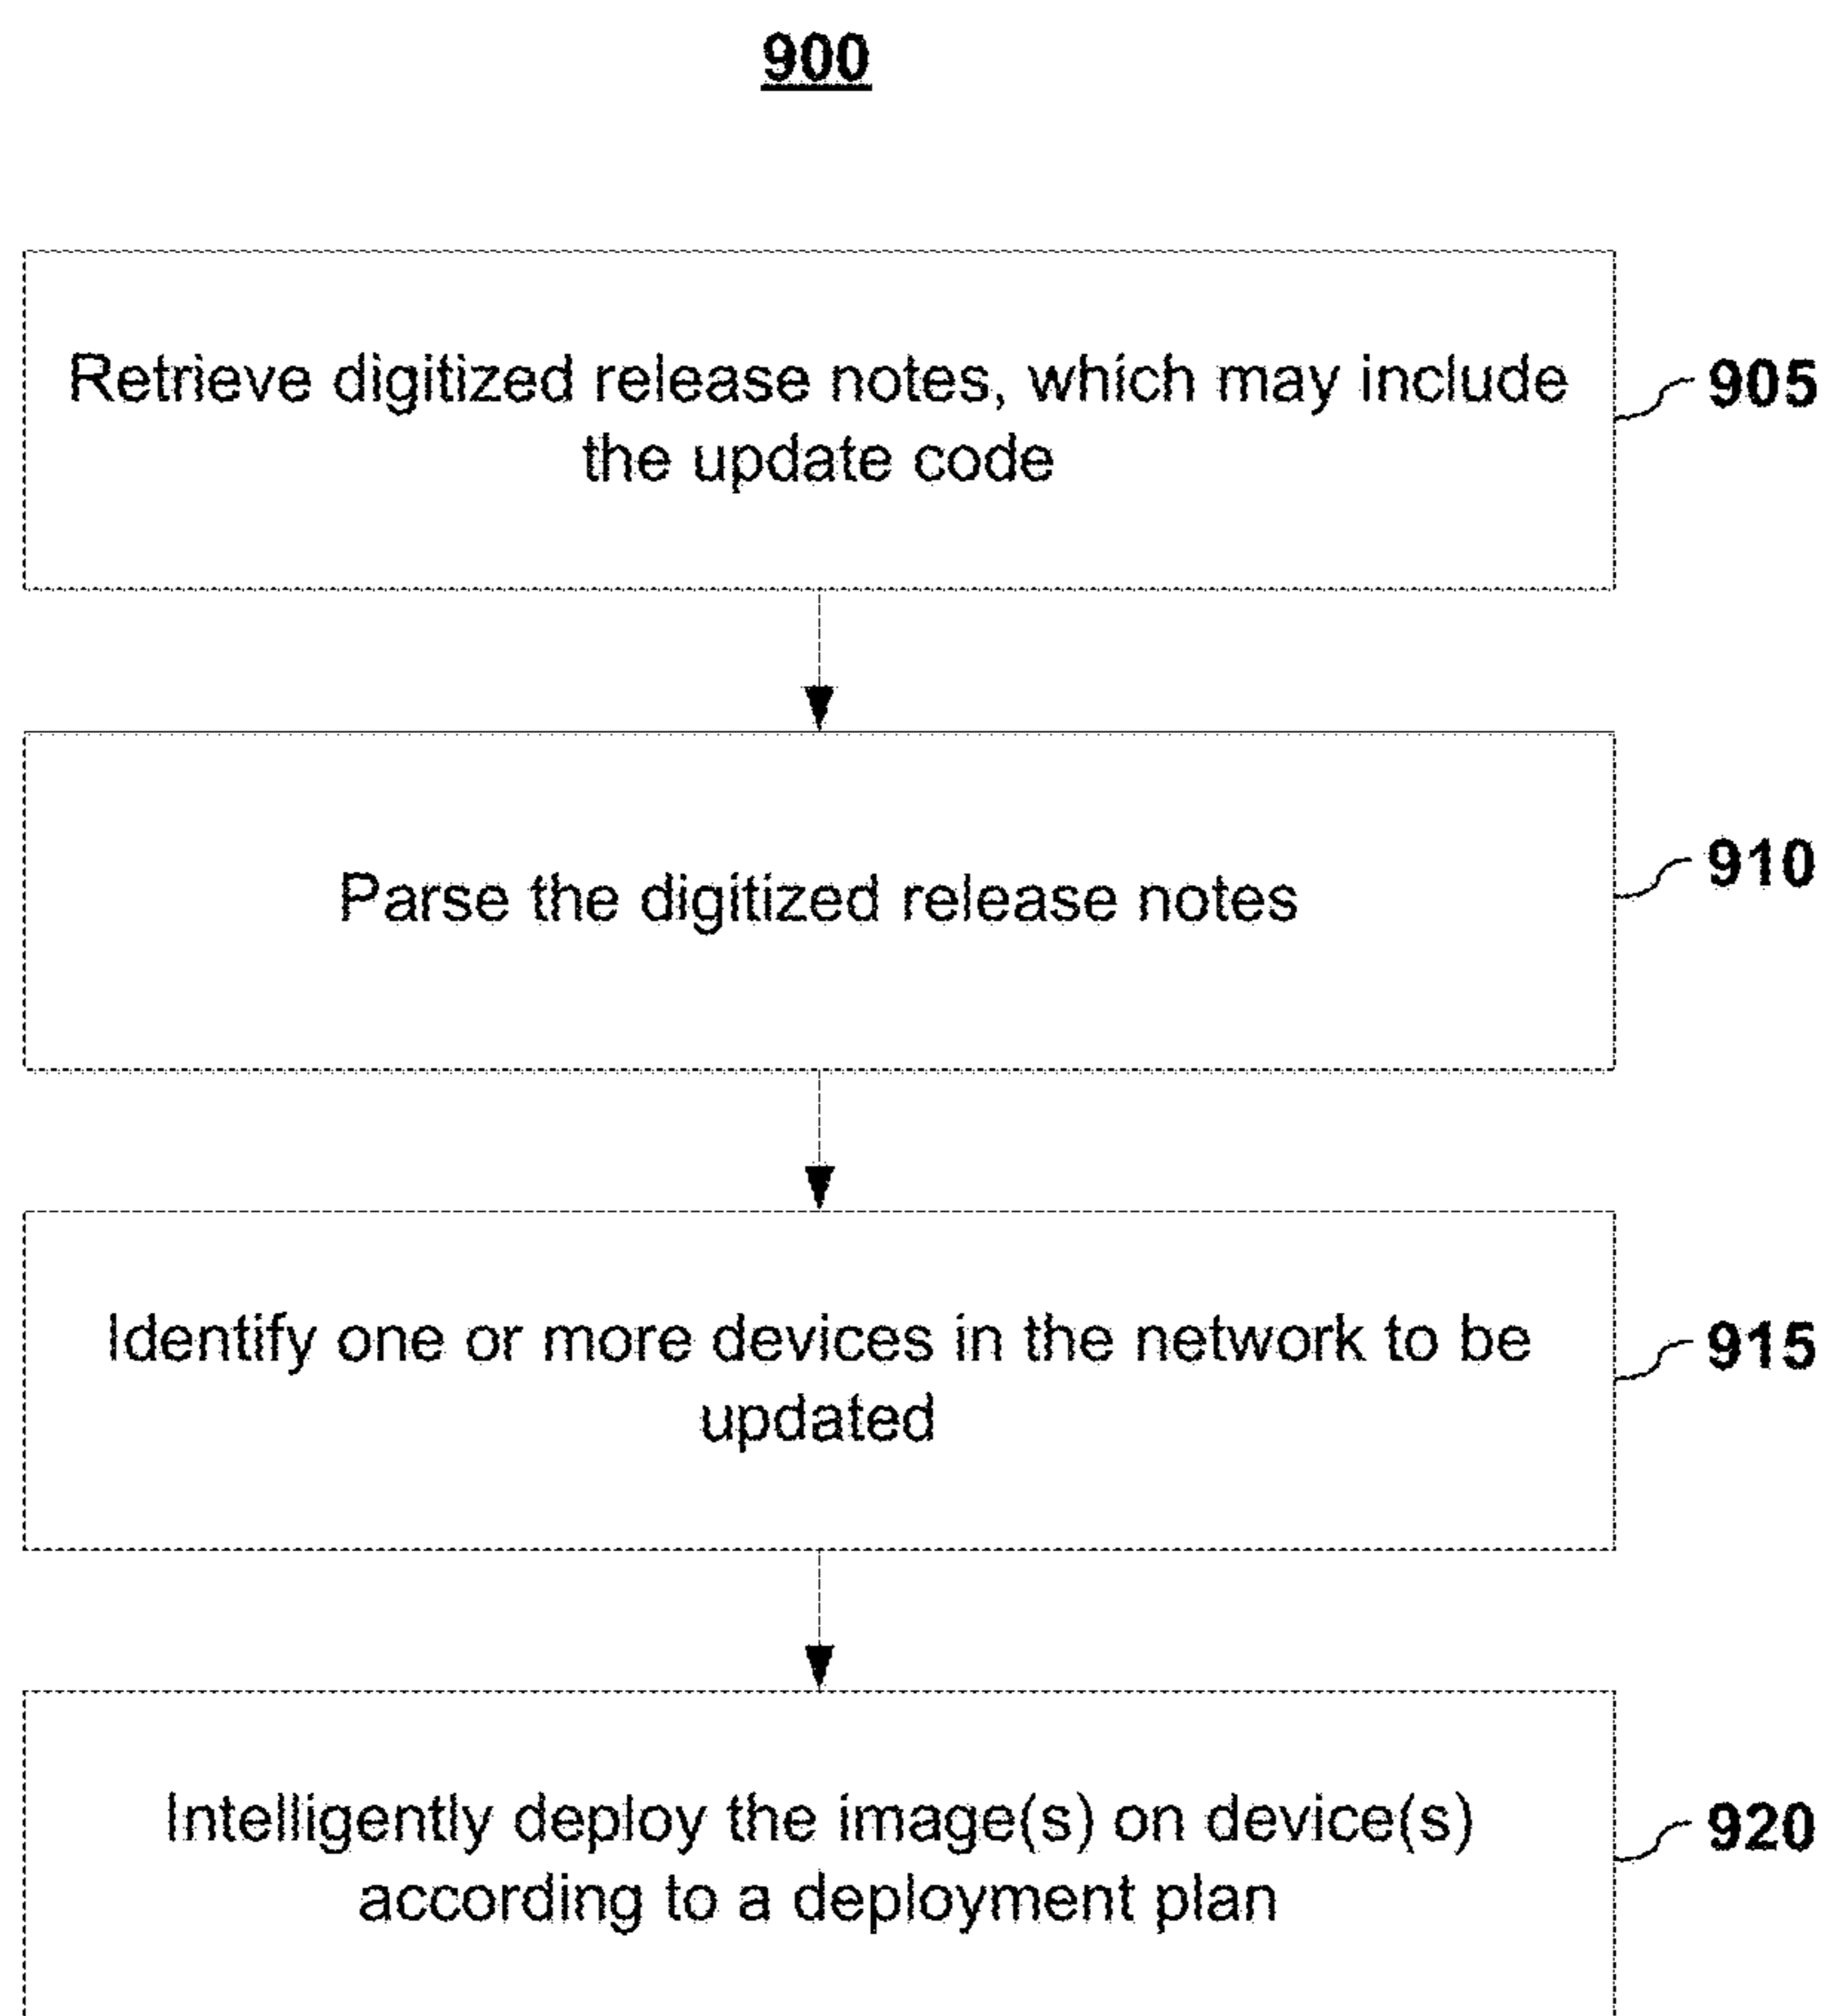 900
Retrieve digitized release notes, which may include
the update code
905
Parse the digitized release notes
910
Identify one or more devices in the network to be
updated
915
Intelligently deploy the image(s) on device(s)
according to a deployment plan
920